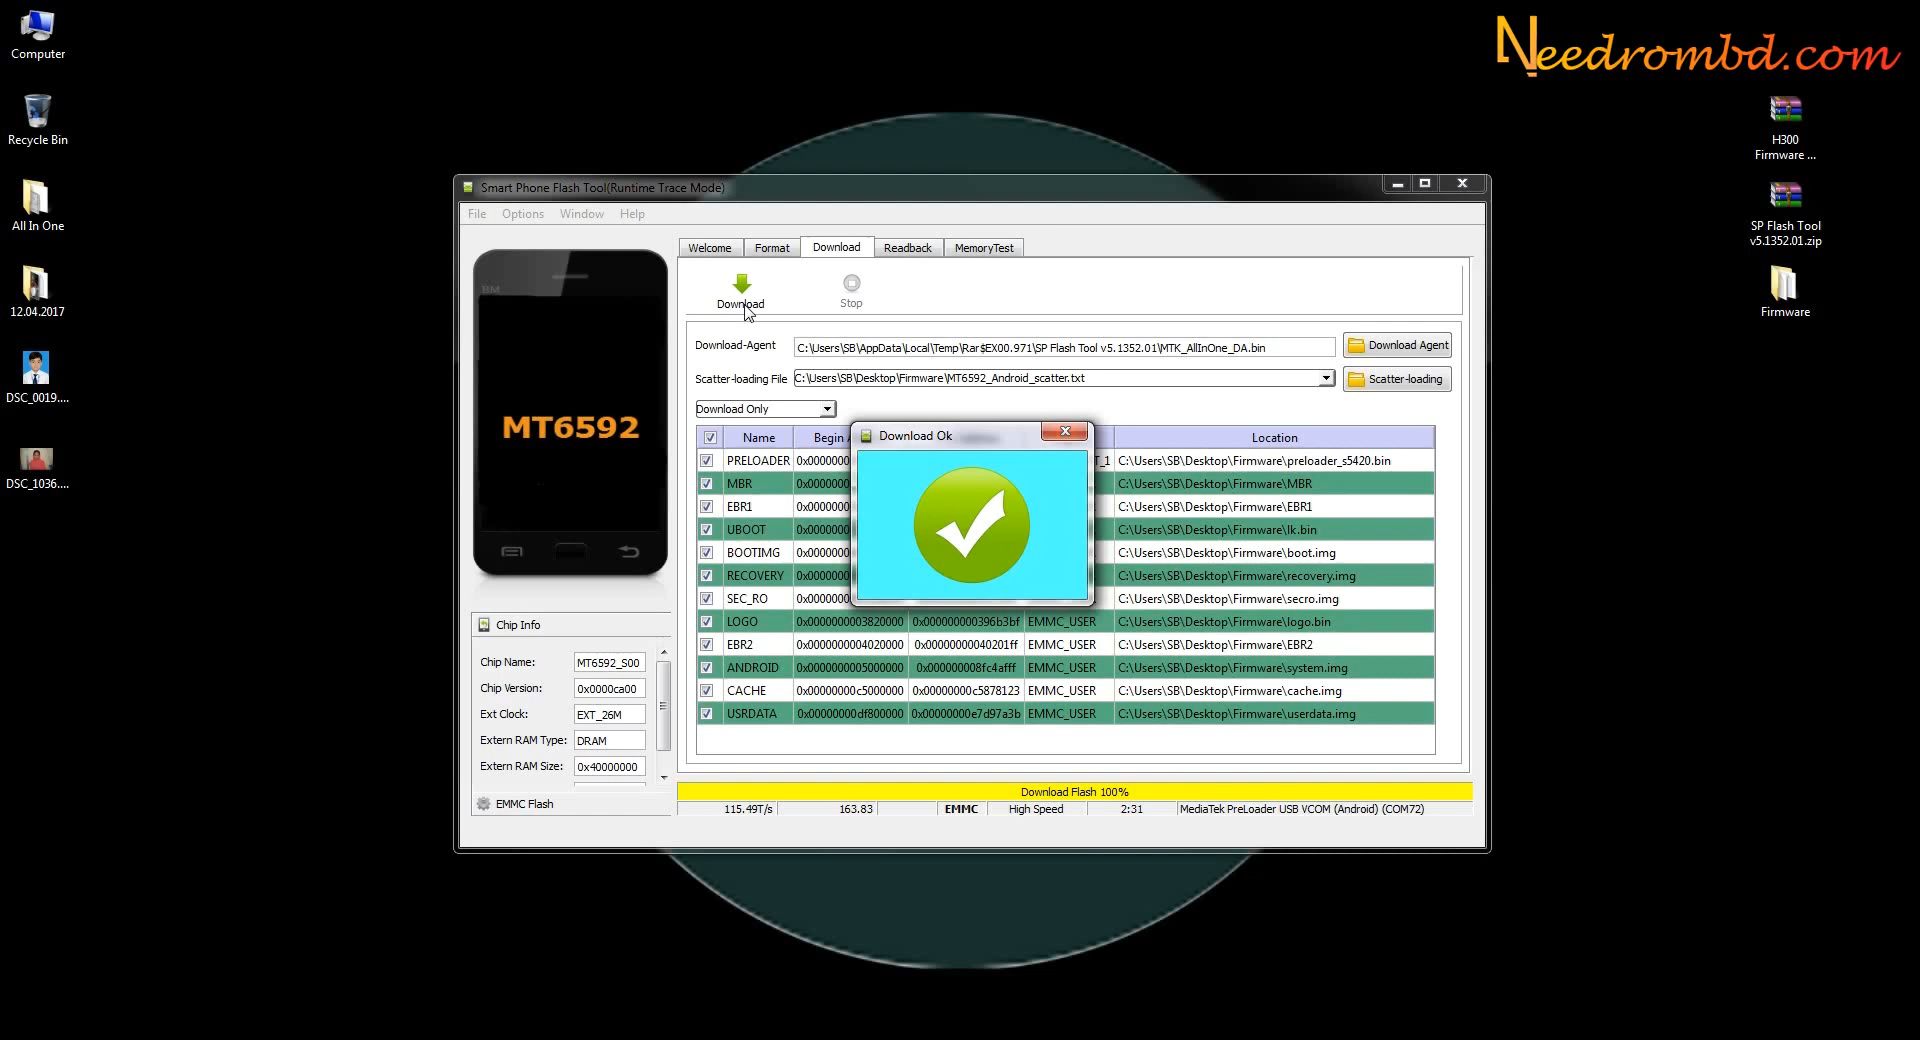 Needrombd.com
Computer
Recycle Bin
All In One
12.04.2017
DSC_0019....
DSC_1036....
H300
Firmware ...
SP Flash Tool
v5.1352.01.zip
Firmware
Smart Phone Flash Tool(Runtime Trace Mode)
File Options Window Help
BM
MT6592
Welcome Format Download Readback MemoryTest
Download Stop
Download-Agent C:\Users\SB\AppData\Local\Temp\Rar$EX00.971\SP Flash Tool v5.1352.01\MTK_AllInOne_DA.bin Download Agent
Scatter-loading File C:\Users\SB\Desktop\Firmware\MT6592_Android_scatter.txt Scatter-loading
Download Only
Name Begin Location
PRELOADER 0x0000000 T_1 C:\Users\SB\Desktop\Firmware\preloader_s5420.bin
MBR 0x0000000 C:\Users\SB\Desktop\Firmware\MBR
EBR1 0x0000000 C:\Users\SB\Desktop\Firmware\EBR1
UBOOT 0x0000000 C:\Users\SB\Desktop\Firmware\lk.bin
BOOTIMG 0x0000000 C:\Users\SB\Desktop\Firmware\boot.img
RECOVERY 0x0000000 C:\Users\SB\Desktop\Firmware\recovery.img
SEC_RO 0x0000000 C:\Users\SB\Desktop\Firmware\secro.img
LOGO 0x0000000003820000 0x000000000396b3bf EMMC_USER C:\Users\SB\Desktop\Firmware\logo.bin
EBR2 0x0000000004020000 0x00000000040201ff EMMC_USER C:\Users\SB\Desktop\Firmware\EBR2
ANDROID 0x0000000005000000 0x000000008fc4afff EMMC_USER C:\Users\SB\Desktop\Firmware\system.img
CACHE 0x00000000c5000000 0x00000000c5878123 EMMC_USER C:\Users\SB\Desktop\Firmware\cache.img
USRDATA 0x00000000df800000 0x00000000e7d97a3b EMMC_USER C:\Users\SB\Desktop\Firmware\userdata.img
Download Ok
Chip Info
Chip Name: MT6592_S00
Chip Version: 0x0000ca00
Ext Clock: EXT_26M
Extern RAM Type: DRAM
Extern RAM Size: 0x40000000
EMMC Flash
Download Flash 100%
115.49T/s 163.83 EMMC High Speed 2:31 MediaTek PreLoader USB VCOM (Android) (COM72)